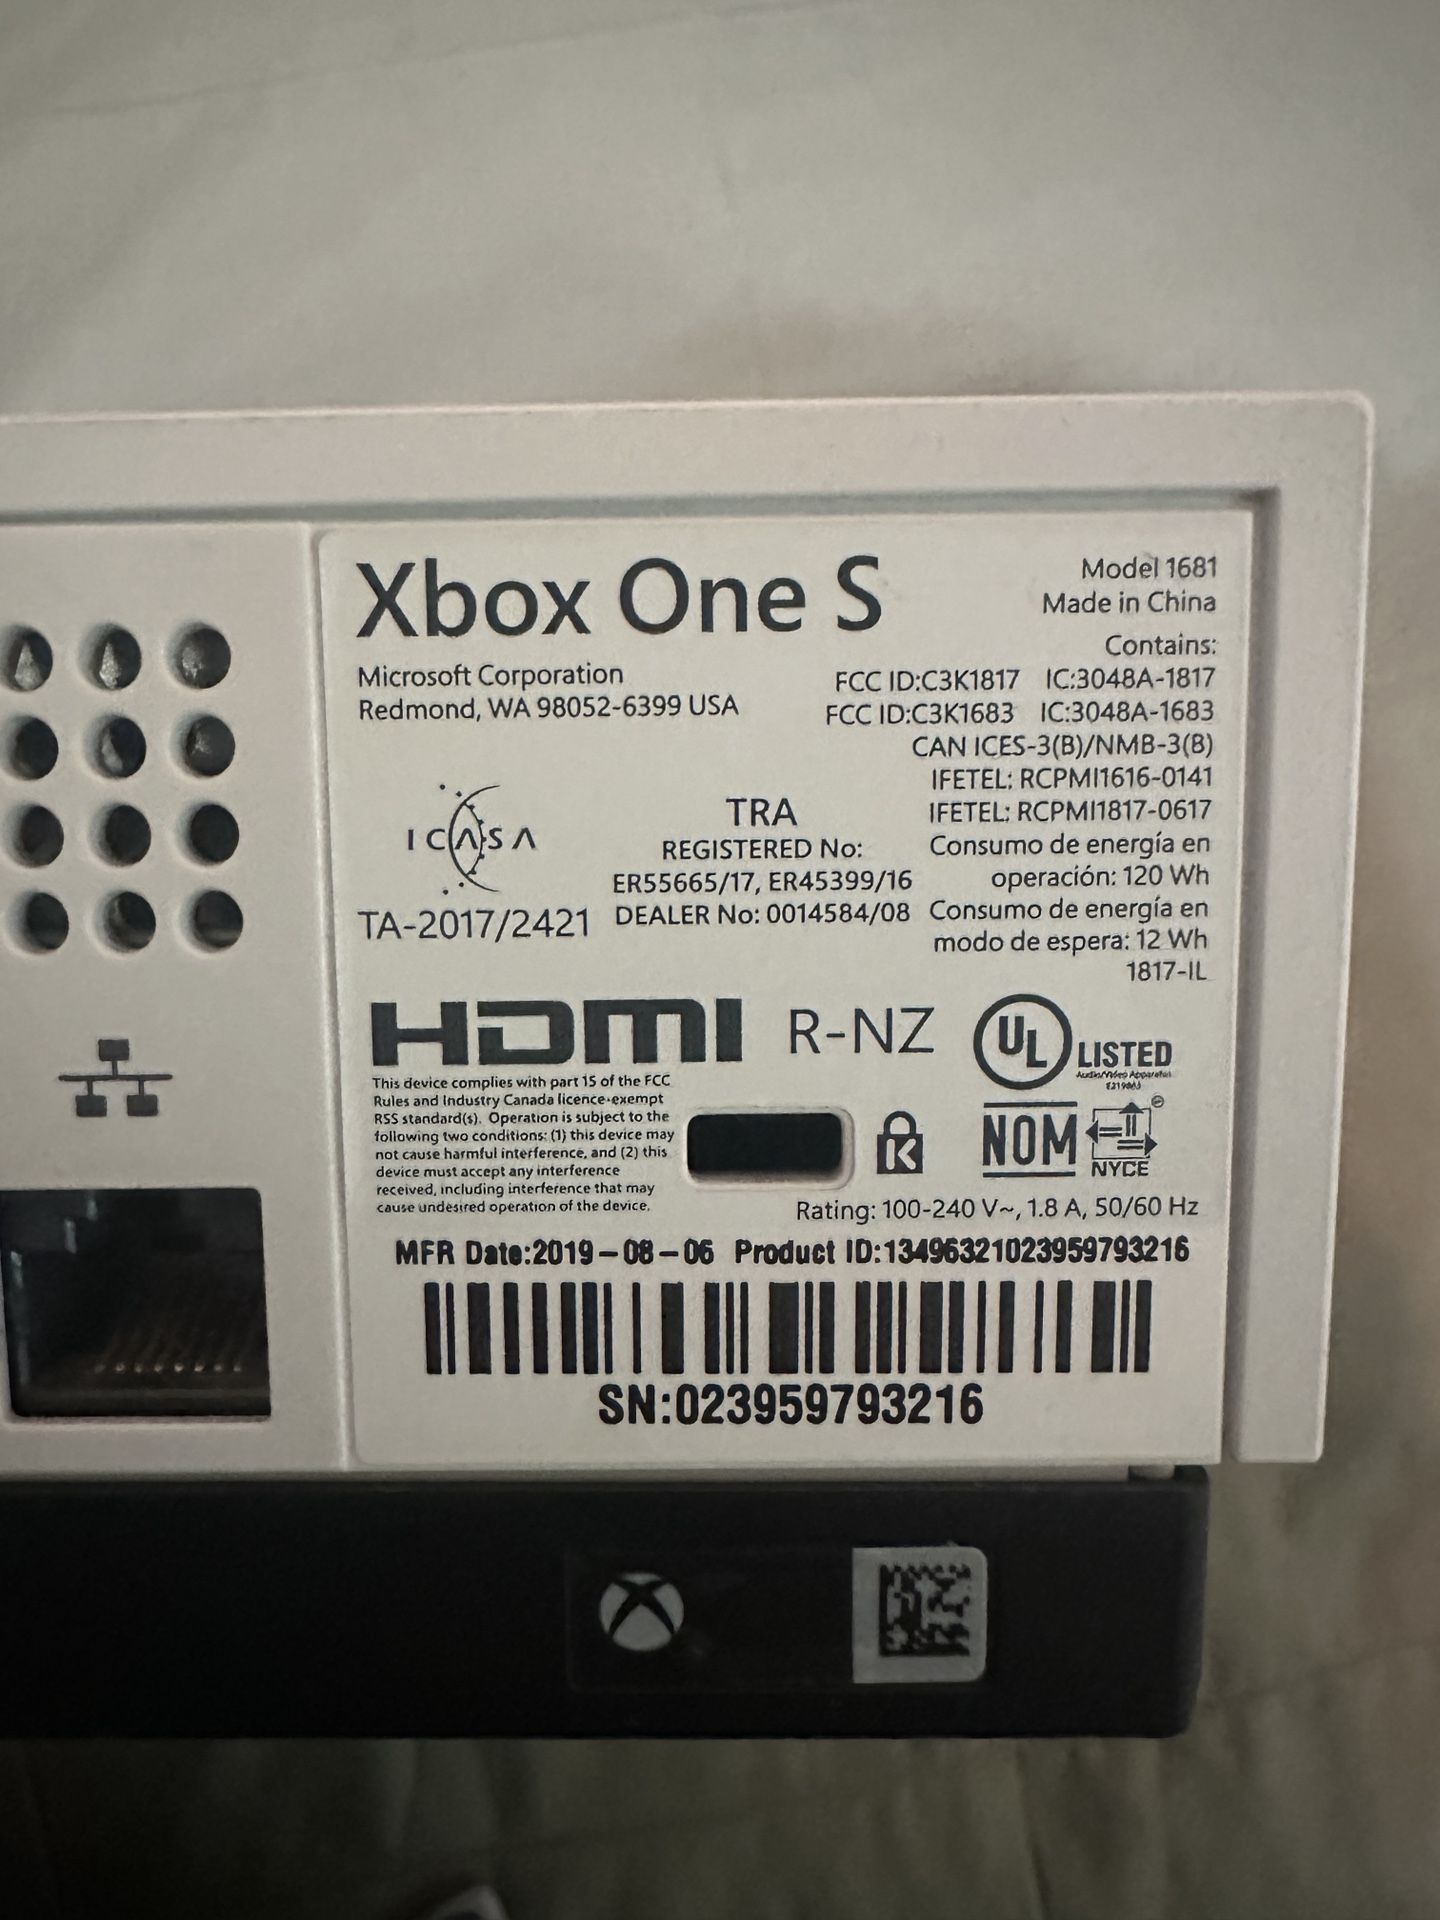 Xbox One S
Model 1681
Made in China
Microsoft Corporation
Redmond, WA 98052-6399 USA
Contains:
FCC ID:C3K1817 IC:3048A-1817
FCC ID:C3K1683 IC:3048A-1683
CAN ICES-3(B)/NMB-3(B)
IFETEL: RCPMI1616-0141
IFETEL: RCPMI1817-0617
Consumo de energía en
operación: 120 Wh
Consumo de energía en
modo de espera: 12 Wh
1817-IL
ICASA
TA-2017/2421
TRA
REGISTERED No:
ER55665/17, ER45399/16
DEALER No: 0014584/08
HDMI
R-NZ
UL
LISTED
Audio/Video Apparatus
This device complies with part 15 of the FCC
Rules and Industry Canada licence-exempt
RSS standard(s). Operation is subject to the
following two conditions: (1) this device may
not cause harmful interference, and (2) this
device must accept any interference
received, including interference that may
cause undesired operation of the device.
K
NOM
NYCE
Rating: 100-240 V~, 1.8 A, 50/60 Hz
MFR Date:2019-08-06 Product ID:13496321023959793216
SN:023959793216